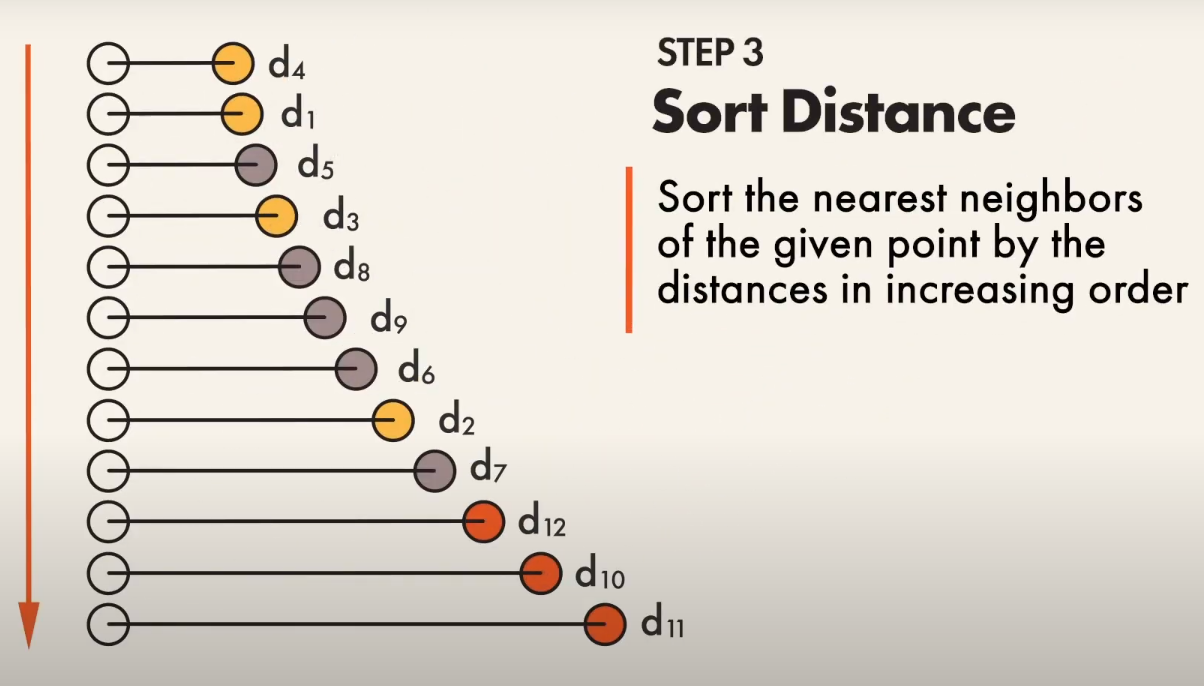 d4
d1
d5
d3
d8
d9
d6
d2
d7
d12
d10
d11
STEP 3
Sort Distance
Sort the nearest neighbors
of the given point by the
distances in increasing order